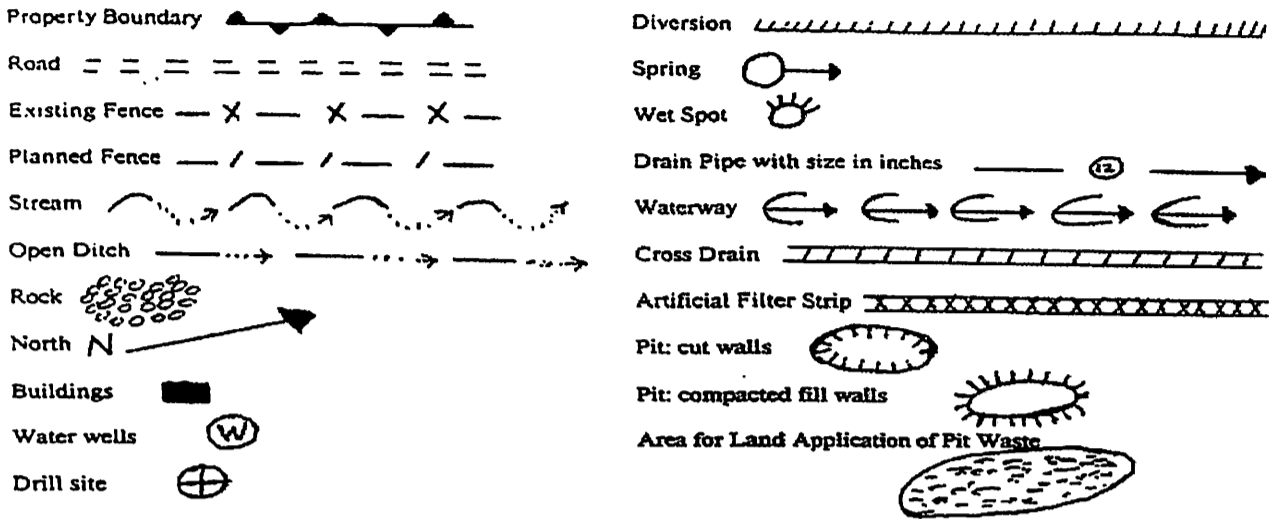 Property Boundary
Road
Existing Fence
Planned Fence
Stream
Open Ditch
Rock
North N
Buildings
Water wells W
Drill site
Diversion
Spring
Wet Spot
Drain Pipe with size in inches 12
Waterway
Cross Drain
Artificial Filter Strip
Pit: cut walls
Pit: compacted fill walls
Area for Land Application of Pit Waste